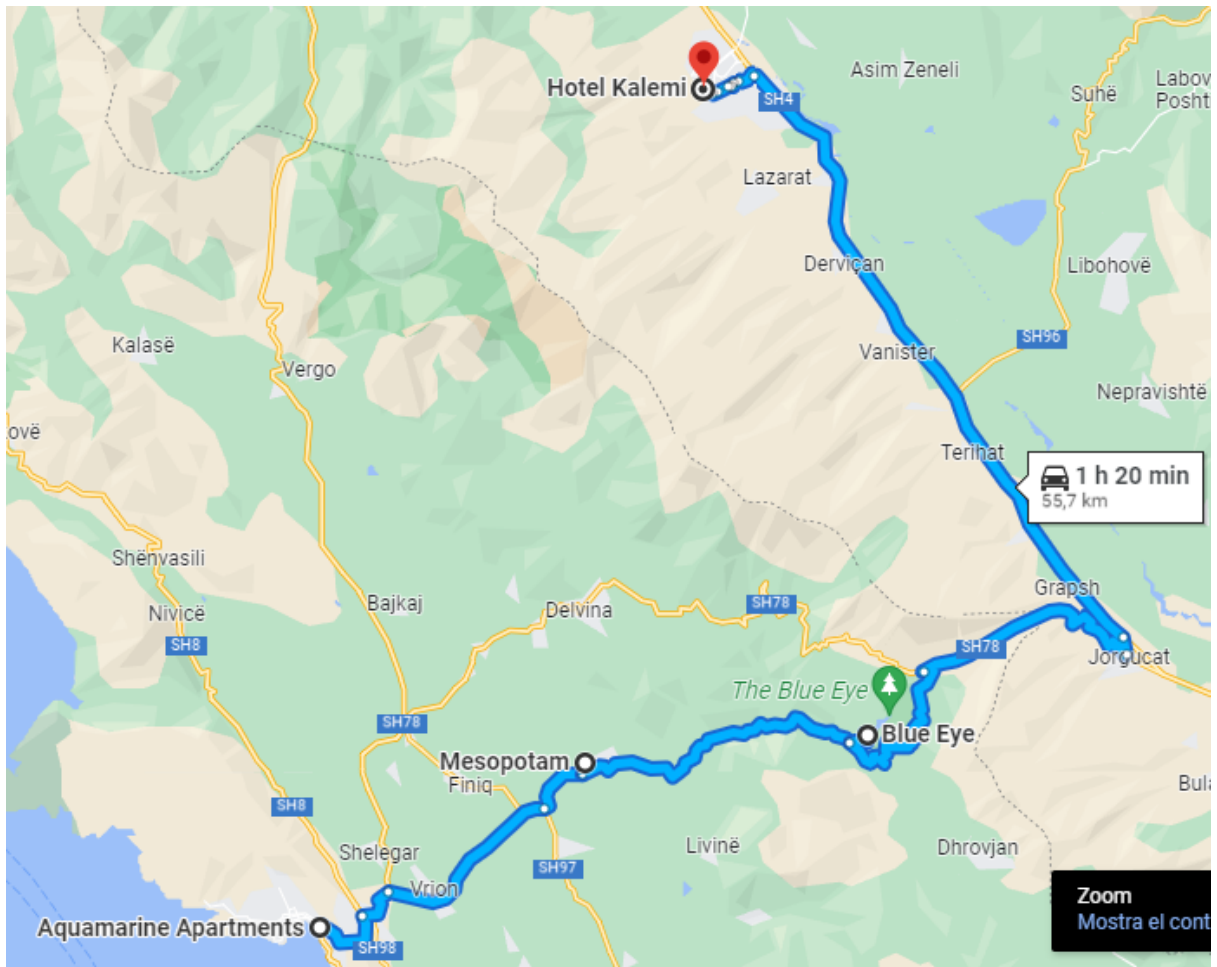 Asim Zeneli
Labov
Poshti
Suhë
Hotel Kalemi
SH4
Lazarat
Derviçan
Libohovë
SH96
Vanister
Kalasë
Vergo
Nepravishtë
ovë
Terihat
1 h 20 min
55,7 km
Shënvasili
Grapsh
Nivicë
Bajkaj
Delvina
SH78
SH8
SH78
Jorgucat
The Blue Eye
SH78
Blue Eye
Mesopotam
Finiq
Bula
SH8
Shelegar
Livinë
Dhrovjan
SH97
Vrion
Zoom
Mostra el cont
Aquamarine Apartments
SH98